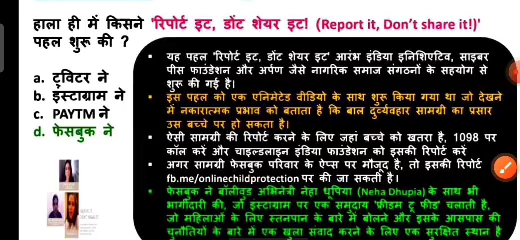 हाला ही में किसने 'रिपोर्ट इट, डोंट शेयर इट! (Report it, Don't share it!)'
पहल शुरू की ?
a. ट्विटर ने
b. इंस्टाग्राम ने
c. PAYTM ने
d. फेसबुक ने
यह पहल 'रिपोर्ट इट, डोंट शेयर इट' आरंभ इंडिया इनिशिएटिव, साइबर
पीस फाउंडेशन और अर्पण जैसे नागरिक समाज संगठनों के सहयोग से
शुरू की गई है।
इस पहल को एक एनिमेटेड वीडियो के साथ शुरू किया गया था जो देखने
में नकारात्मक प्रभाव को बताता है कि बाल दुर्व्यवहार सामग्री का प्रसार
उस बच्चे पर हो सकता है।
ऐसी सामग्री की रिपोर्ट करने के लिए जहां बच्चे को खतरा है, 1098 पर
कॉल करें और चाइल्डलाइन इंडिया फाउंडेशन को इसकी रिपोर्ट करें
अगर सामग्री फेसबुक परिवार के ऐप्स पर मौजूद है, तो इसकी रिपोर्ट
fb.me/onlinechildprotection पर की जा सकती है।
फेसबुक ने बॉलीवुड अभिनेत्री नेहा धूपिया (Neha Dhupia) के साथ भी
भागीदारी की, जो इंस्टाग्राम पर एक समुदाय 'फ्रीडम टू फीड' चलाती है,
जो महिलाओं के लिए स्तनपान के बारे में बोलने और इसके आसपास की
चुनौतियों के बारे में एक खुला संवाद करने के लिए एक सुरक्षित स्थान है